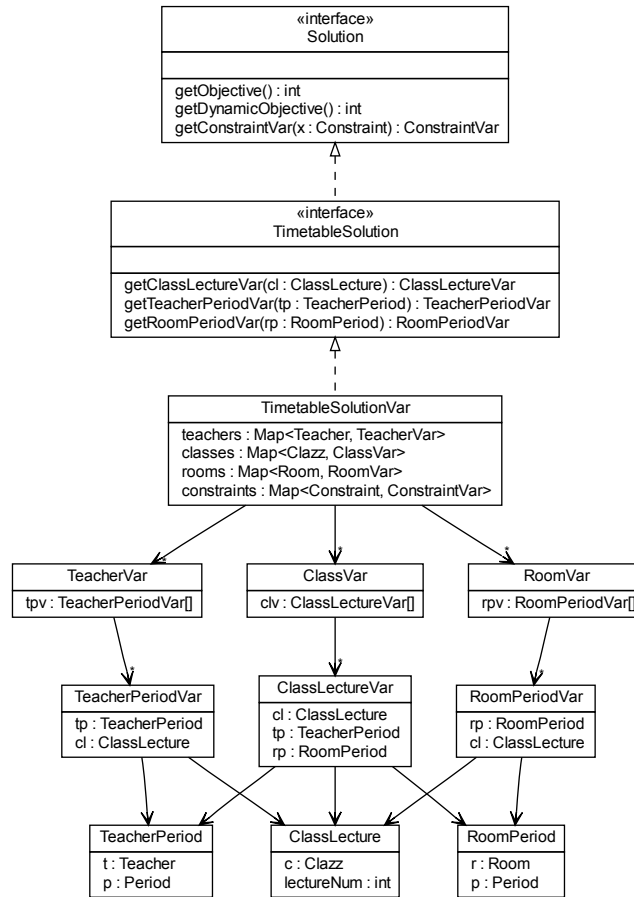 «interface»
Solution
getObjective() : int
getDynamicObjective() : int
getConstraintVar(x : Constraint) : ConstraintVar
«interface»
TimetableSolution
getClassLectureVar(cl : ClassLecture) : ClassLectureVar
getTeacherPeriodVar(tp : TeacherPeriod) : TeacherPeriodVar
getRoomPeriodVar(rp : RoomPeriod) : RoomPeriodVar
TimetableSolutionVar
teachers : Map<Teacher, TeacherVar>
classes : Map<Clazz, ClassVar>
rooms : Map<Room, RoomVar>
constraints : Map<Constraint, ConstraintVar>
* * *
TeacherVar ClassVar RoomVar
tpv : TeacherPeriodVar[] clv : ClassLectureVar[] rpv : RoomPeriodVar[]
* * *
TeacherPeriodVar
tp : TeacherPeriod
cl : ClassLecture
ClassLectureVar
cl : ClassLecture
tp : TeacherPeriod
rp : RoomPeriod
RoomPeriodVar
rp : RoomPeriod
cl : ClassLecture
TeacherPeriod
t : Teacher
p : Period
ClassLecture
c : Clazz
lectureNum : int
RoomPeriod
r : Room
p : Period